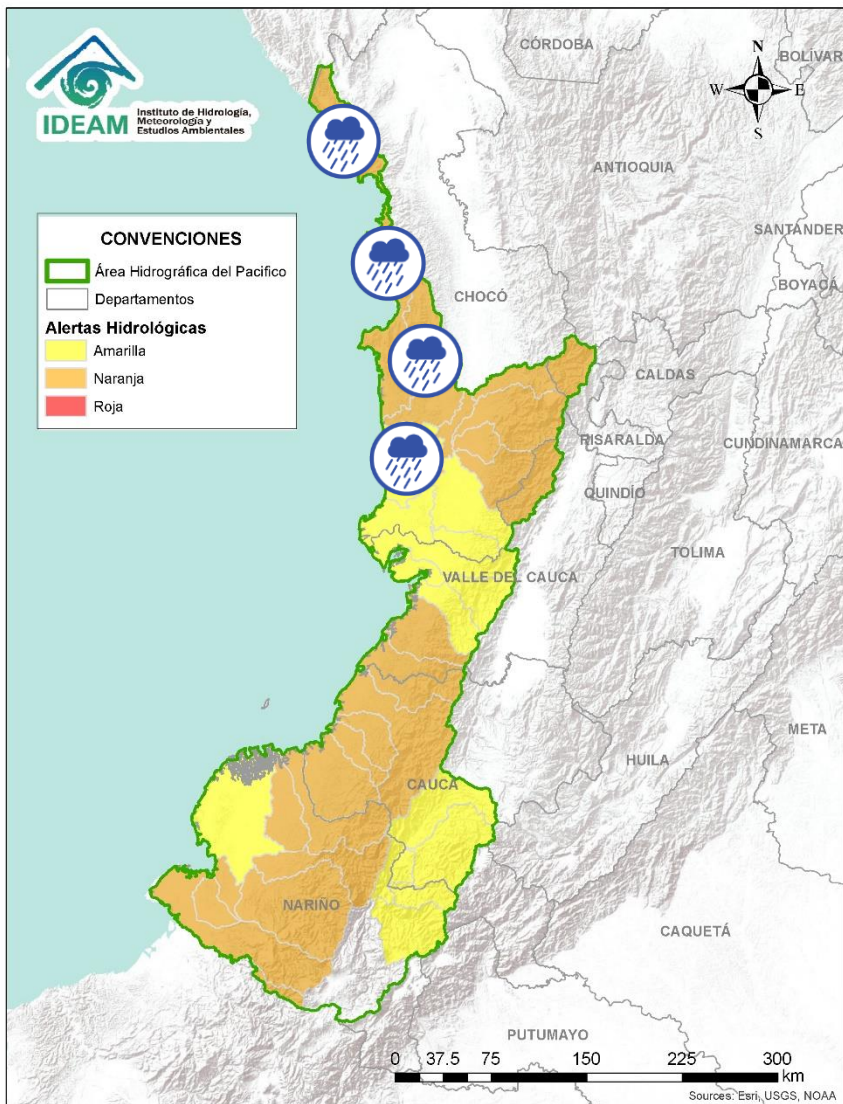 IDEAM
Instituto de Hidrología,
Meteorología y
Estudios Ambientales
N
W
E
S
CONVENCIONES
Área Hidrográfica del Pacifico
Departamentos
Alertas Hidrológicas
Amarilla
Naranja
Roja
CÓRDOBA
BOLÍVAR
ANTIOQUIA
SANTANDER
BOYACÁ
CHOCÓ
CALDAS
RISARALDA
CUNDINAMARCA
QUINDÍO
TOLIMA
VALLE DEL CAUCA
META
HUILA
CAUCA
NARIÑO
CAQUETÁ
PUTUMAYO
0 37.5 75 150 225 300
km
Sources: Esri, USGS, NOAA